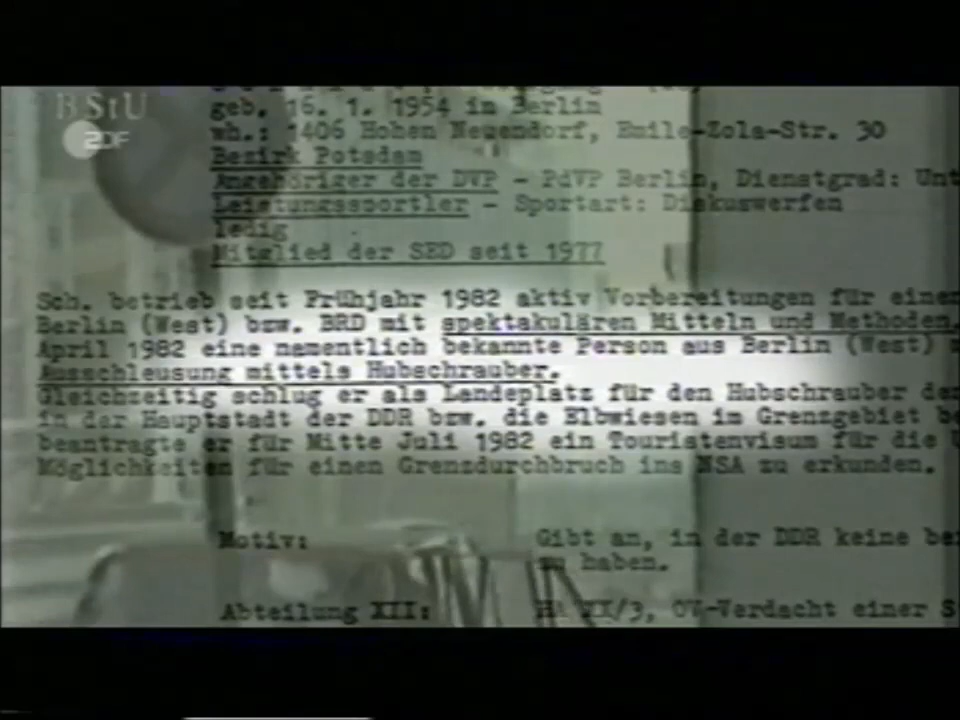 BStU
ZDF
geb. 16. 1. 1954 in Berlin
wh.: 1406 Hohen Neuendorf, Emile-Zola-Str. 30
Bezirk Potsdam
Angehöriger der DVP - PdVP Berlin, Dienstgrad: Unt
Leistungssportler - Sportart: Diskuswerfen
ledig
Mitglied der SED seit 1977
Sch. betrieb seit Frühjahr 1982 aktiv Vorbereitungen für einen
Berlin (West) bzw. BRD mit spektakulären Mitteln und Methoden.
April 1982 eine namentlich bekannte Person aus Berlin (West)
Ausschleusung mittels Hubschrauber.
Gleichzeitig schlug er als Landeplatz für den Hubschrauber den
in der Hauptstadt der DDR bzw. die Elbwiesen im Grenzgebiet be
beantragte er für Mitte Juli 1982 ein Touristenvisum für die
Möglichkeiten für einen Grenzdurchbruch ins NSA zu erkunden.
Motiv: Gibt an, in der DDR keine be
zu haben.
Abteilung XII: HA XX/3, OV-Verdacht einer S